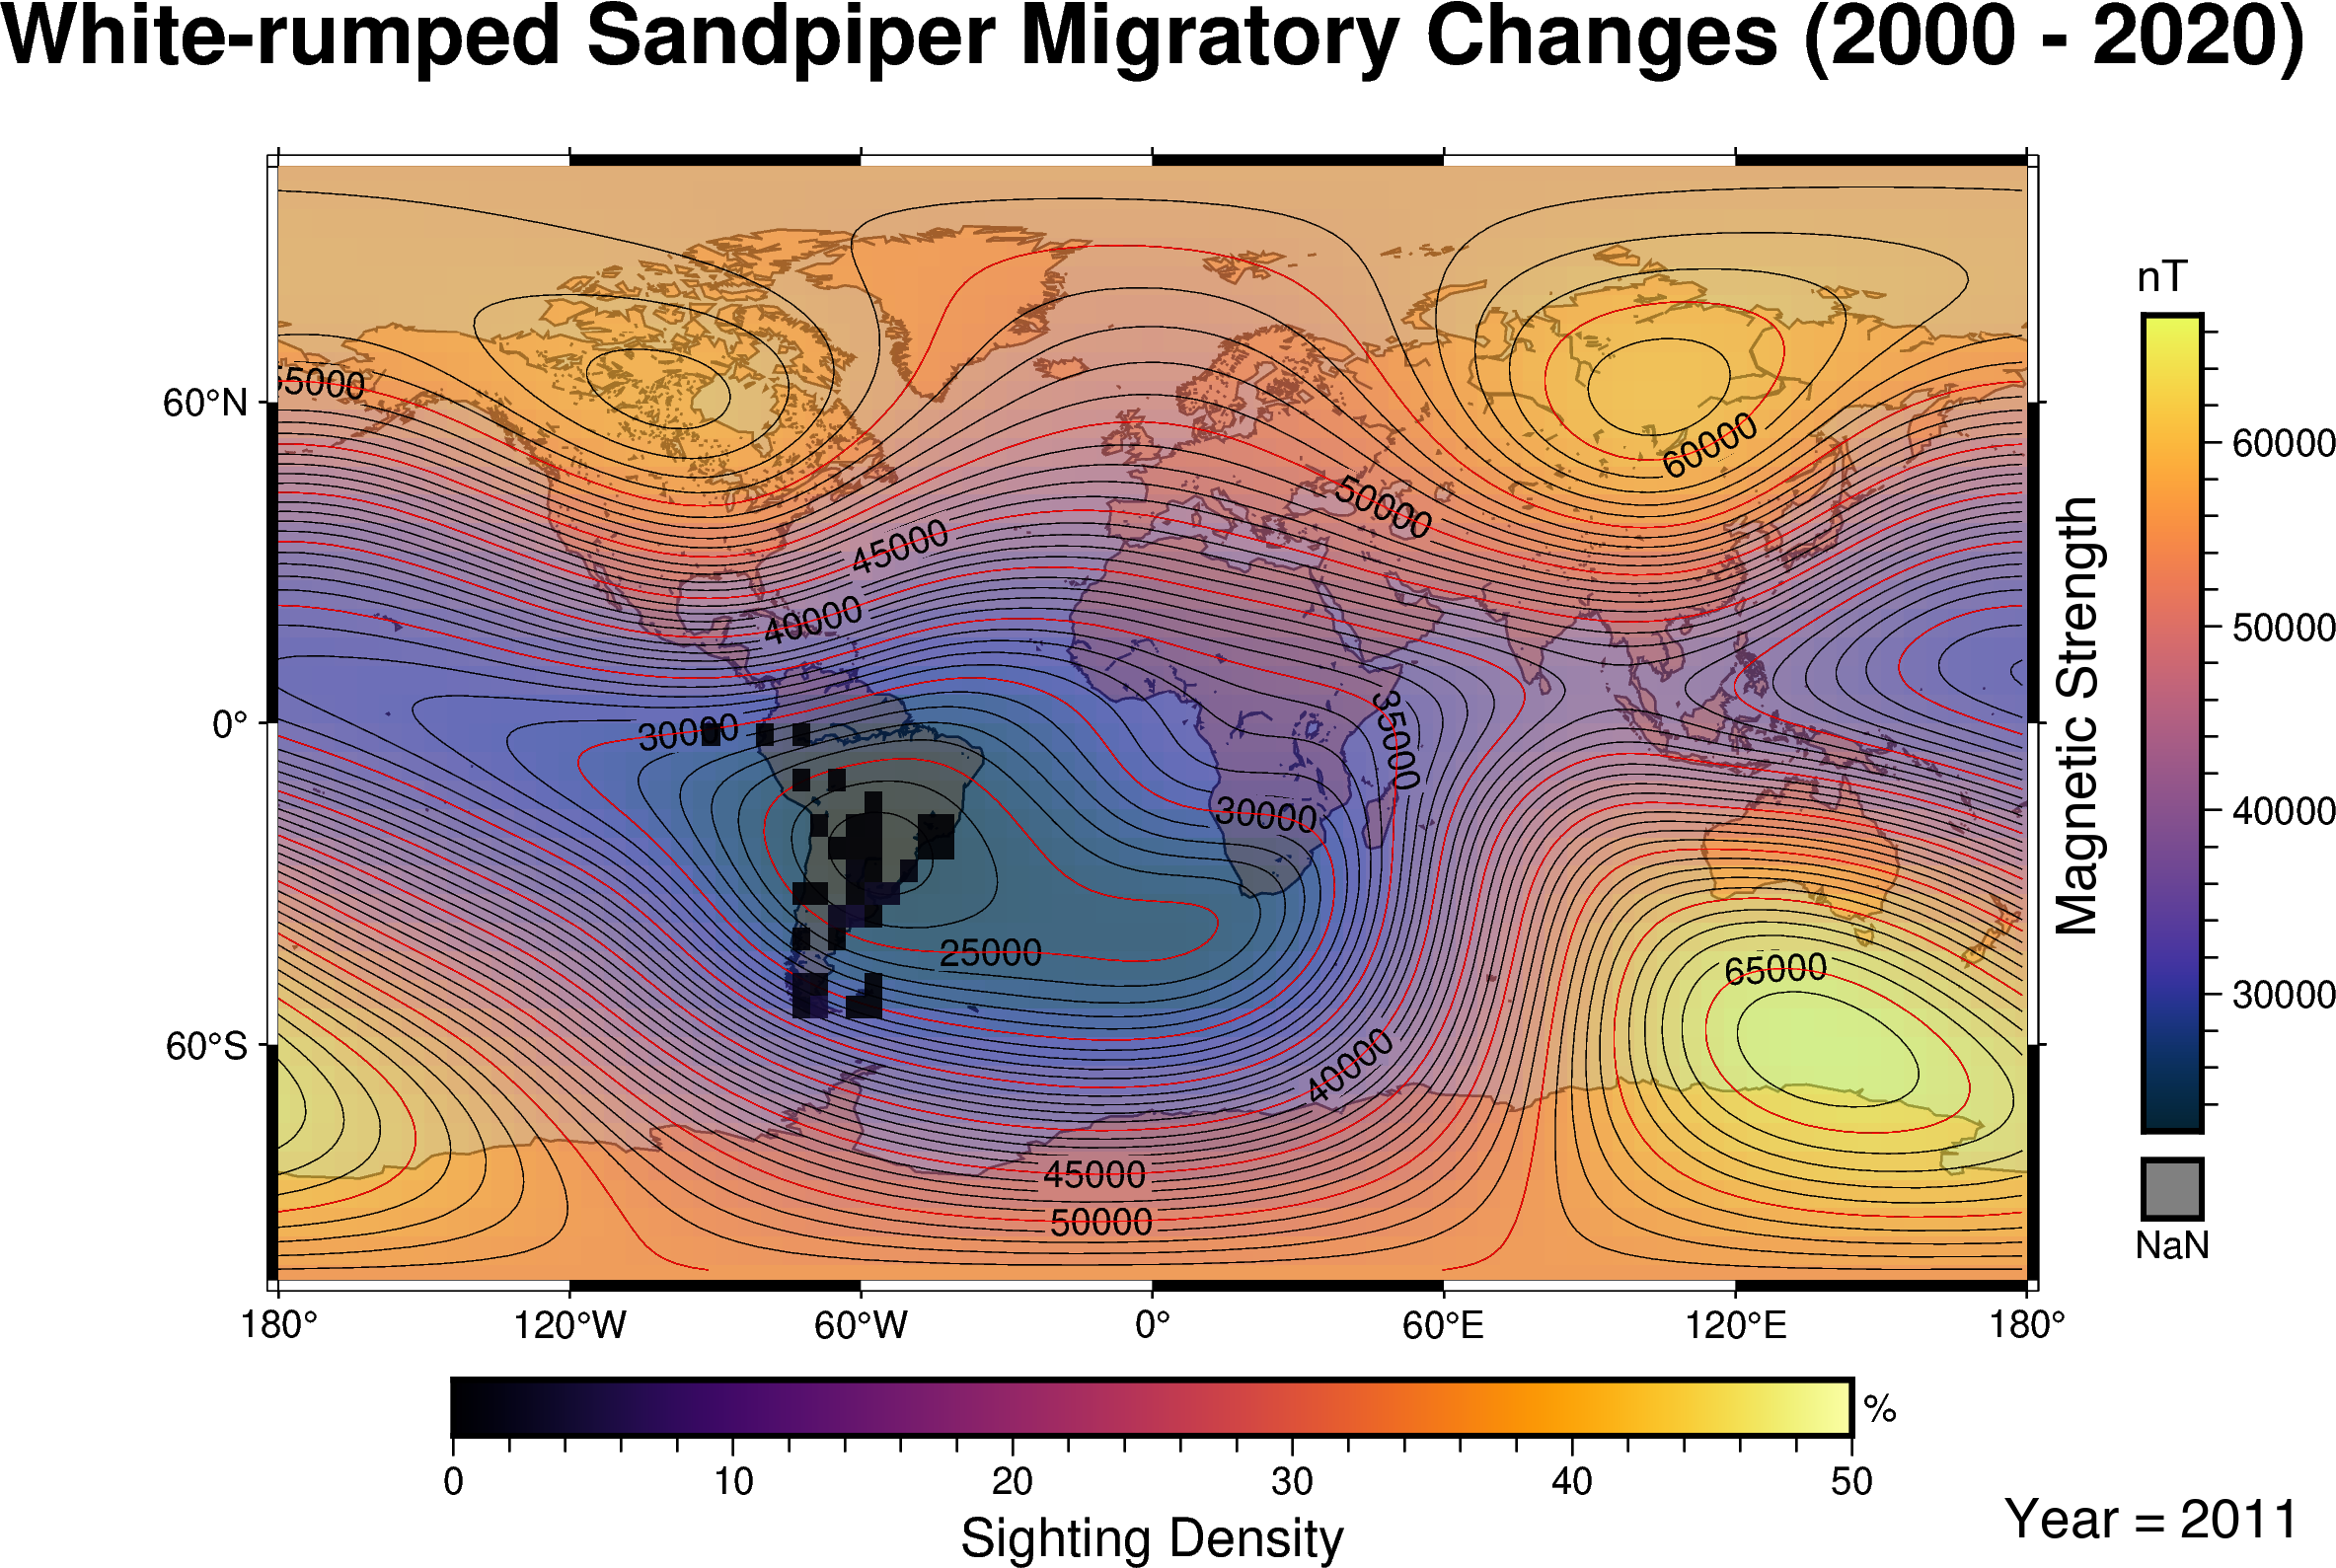 White-rumped Sandpiper Migratory Changes (2000 - 2020)
nT
60000
50000
40000
30000
Magnetic Strength
NaN
60°N
0°
60°S
55000
60000
50000
45000
40000
35000
30000
30000
25000
65000
40000
45000
50000
180° 120°W 60°W 0° 60°E 120°E 180°
%
0 10 20 30 40 50
Sighting Density
Year = 2011